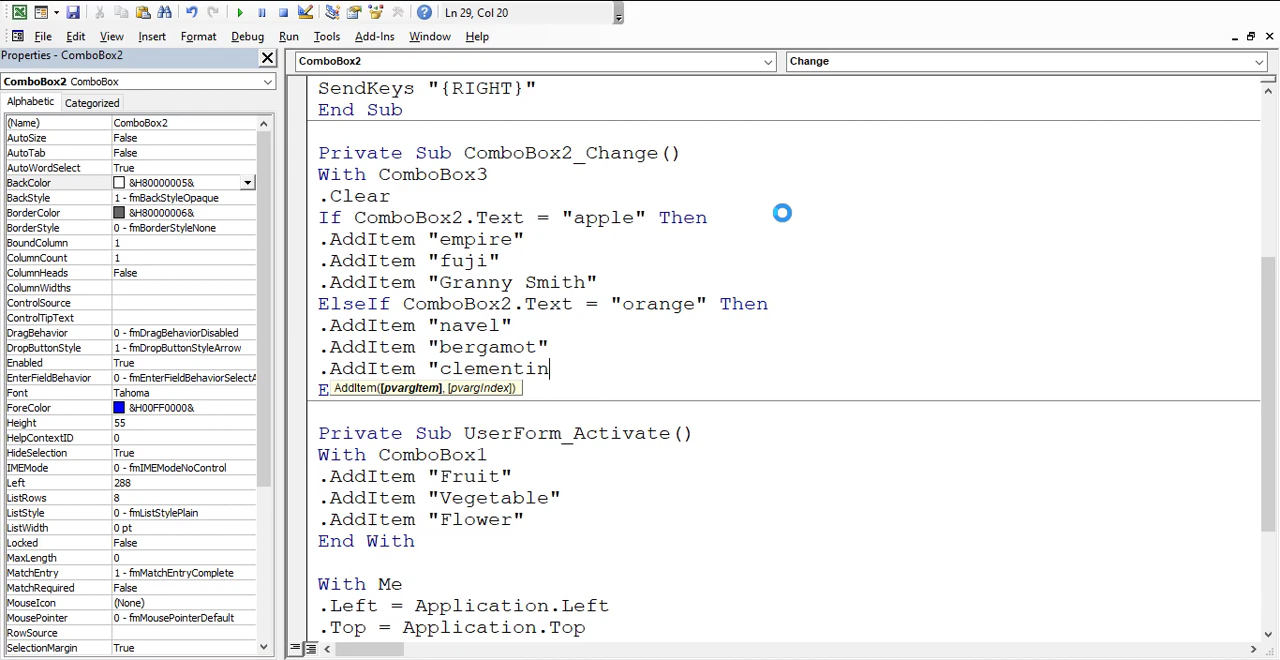 Ln 29, Col 20
File Edit View Insert Format Debug Run Tools Add-Ins Window Help
Properties - ComboBox2
ComboBox2 ComboBox
Alphabetic Categorized
(Name) ComboBox2
AutoSize False
AutoTab False
AutoWordSelect True
BackColor &H80000005&
BackStyle 1 - fmBackStyleOpaque
BorderColor &H80000006&
BorderStyle 0 - fmBorderStyleNone
BoundColumn 1
ColumnCount 1
ColumnHeads False
ColumnWidths
ControlSource
ControlTipText
DragBehavior 0 - fmDragBehaviorDisabled
DropButtonStyle 1 - fmDropButtonStyleArrow
Enabled True
EnterFieldBehavior 0 - fmEnterFieldBehaviorSelectA
Font Tahoma
ForeColor &H00FF0000&
Height 55
HelpContextID 0
HideSelection True
IMEMode 0 - fmIMEModeNoControl
Left 288
ListRows 8
ListStyle 0 - fmListStylePlain
ListWidth 0 pt
Locked False
MaxLength 0
MatchEntry 1 - fmMatchEntryComplete
MatchRequired False
MouseIcon (None)
MousePointer 0 - fmMousePointerDefault
RowSource
SelectionMargin True
ComboBox2 Change
SendKeys "{RIGHT}"
End Sub
Private Sub ComboBox2_Change()
With ComboBox3
.Clear
If ComboBox2.Text = "apple" Then
.AddItem "empire"
.AddItem "fuji"
.AddItem "Granny Smith"
ElseIf ComboBox2.Text = "orange" Then
.AddItem "navel"
.AddItem "bergamot"
.AddItem "clementin
E AddItem([pvargItem], [pvargIndex])
Private Sub UserForm_Activate()
With ComboBox1
.AddItem "Fruit"
.AddItem "Vegetable"
.AddItem "Flower"
End With
With Me
.Left = Application.Left
.Top = Application.Top